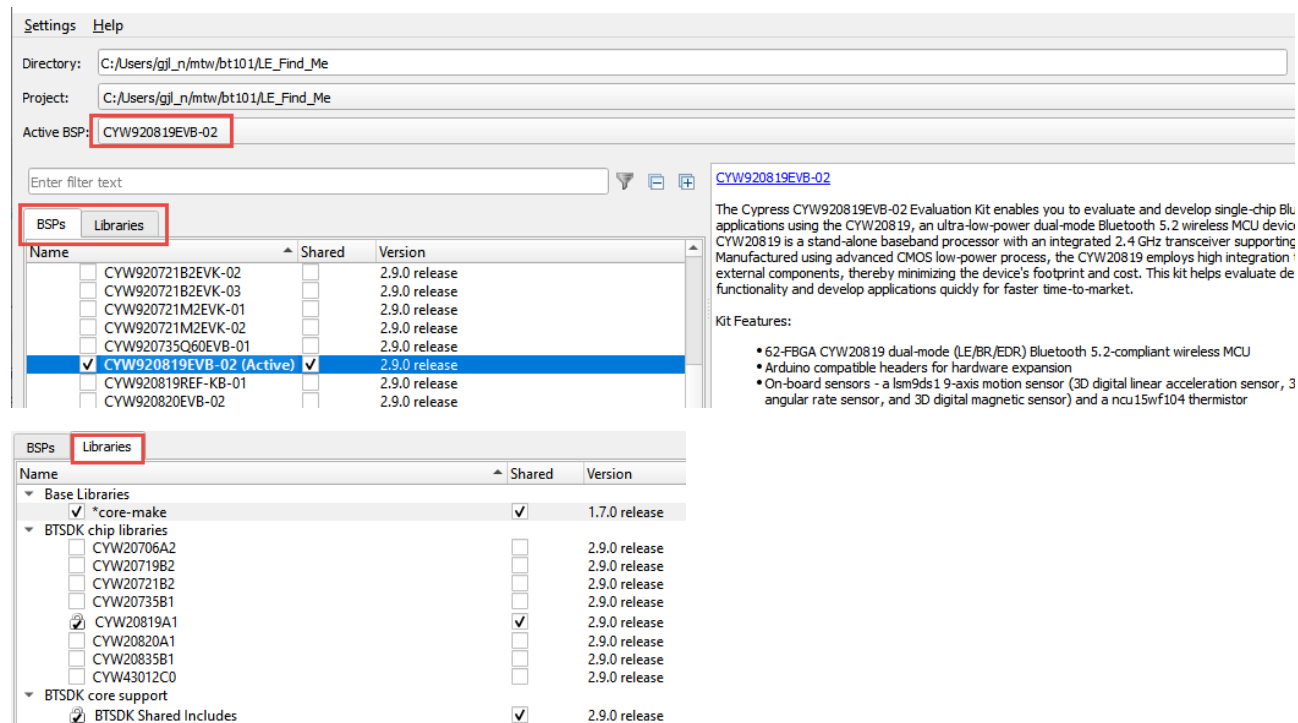 Settings Help
Directory: C:/Users/gjl_n/mtw/bt101/LE_Find_Me
Project: C:/Users/gjl_n/mtw/bt101/LE_Find_Me
Active BSP: CYW920819EVB-02
Enter filter text
BSPs Libraries
Name Shared Version
CYW920721B2EVK-02 2.9.0 release
CYW920721B2EVK-03 2.9.0 release
CYW920721M2EVK-01 2.9.0 release
CYW920721M2EVK-02 2.9.0 release
CYW920735Q60EVB-01 2.9.0 release
CYW920819EVB-02 (Active) 2.9.0 release
CYW920819REF-KB-01 2.9.0 release
CYW920820EVB-02 2.9.0 release
CYW920819EVB-02
The Cypress CYW920819EVB-02 Evaluation Kit enables you to evaluate and develop single-chip Blu
applications using the CYW20819, an ultra-low-power dual-mode Bluetooth 5.2 wireless MCU devic
CYW20819 is a stand-alone baseband processor with an integrated 2.4 GHz transceiver supporting
Manufactured using advanced CMOS low-power process, the CYW20819 employs high integration
external components, thereby minimizing the device's footprint and cost. This kit helps evaluate de
functionality and develop applications quickly for faster time-to-market.
Kit Features:
• 62-FBGA CYW20819 dual-mode (LE/BR/EDR) Bluetooth 5.2-compliant wireless MCU
• Arduino compatible headers for hardware expansion
• On-board sensors - a lsm9ds1 9-axis motion sensor (3D digital linear acceleration sensor, 3
angular rate sensor, and 3D digital magnetic sensor) and a ncu15wf104 thermistor
BSPs Libraries
Name Shared Version
Base Libraries
*core-make 1.7.0 release
BTSDK chip libraries
CYW20706A2 2.9.0 release
CYW20719B2 2.9.0 release
CYW20721B2 2.9.0 release
CYW20735B1 2.9.0 release
CYW20819A1 2.9.0 release
CYW20820A1 2.9.0 release
CYW20835B1 2.9.0 release
CYW43012C0 2.9.0 release
BTSDK core support
BTSDK Shared Includes 2.9.0 release